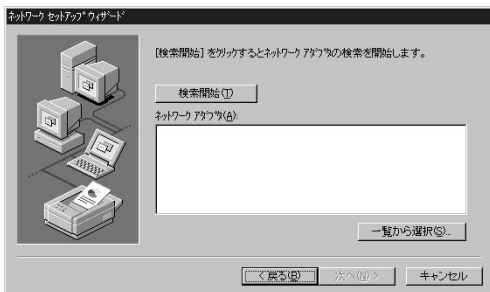 ネットワーク セットアップ ウィザード
[検索開始] をクリックするとネットワーク アダプタの検索を開始します。
検索開始(T)
ネットワーク アダプタ(A):
一覧から選択(S)...
< 戻る(B)
次へ(N) >
キャンセル